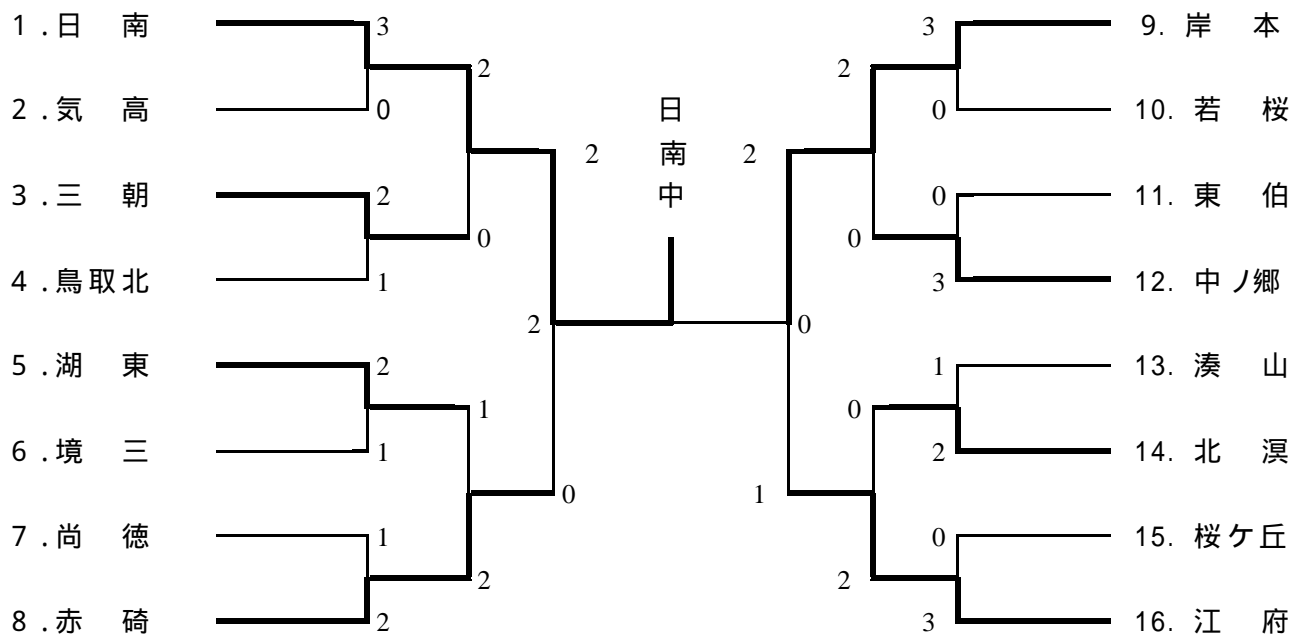 1 .日 南 3 3 9. 岸 本
2 2
2 .気 高 0 日 0 10. 若 桜
2 南 2
3 .三 朝 2 中 0 11. 東 伯
0 0
4 .鳥取北 1 3 12. 中ノ郷
2 0
5 .湖 東 2 1 13. 湊 山
1 0
6 .境 三 1 2 14. 北 溟
0 1
7 .尚 徳 1 0 15. 桜ケ丘
2 2
8 .赤 碕 2 3 16. 江 府